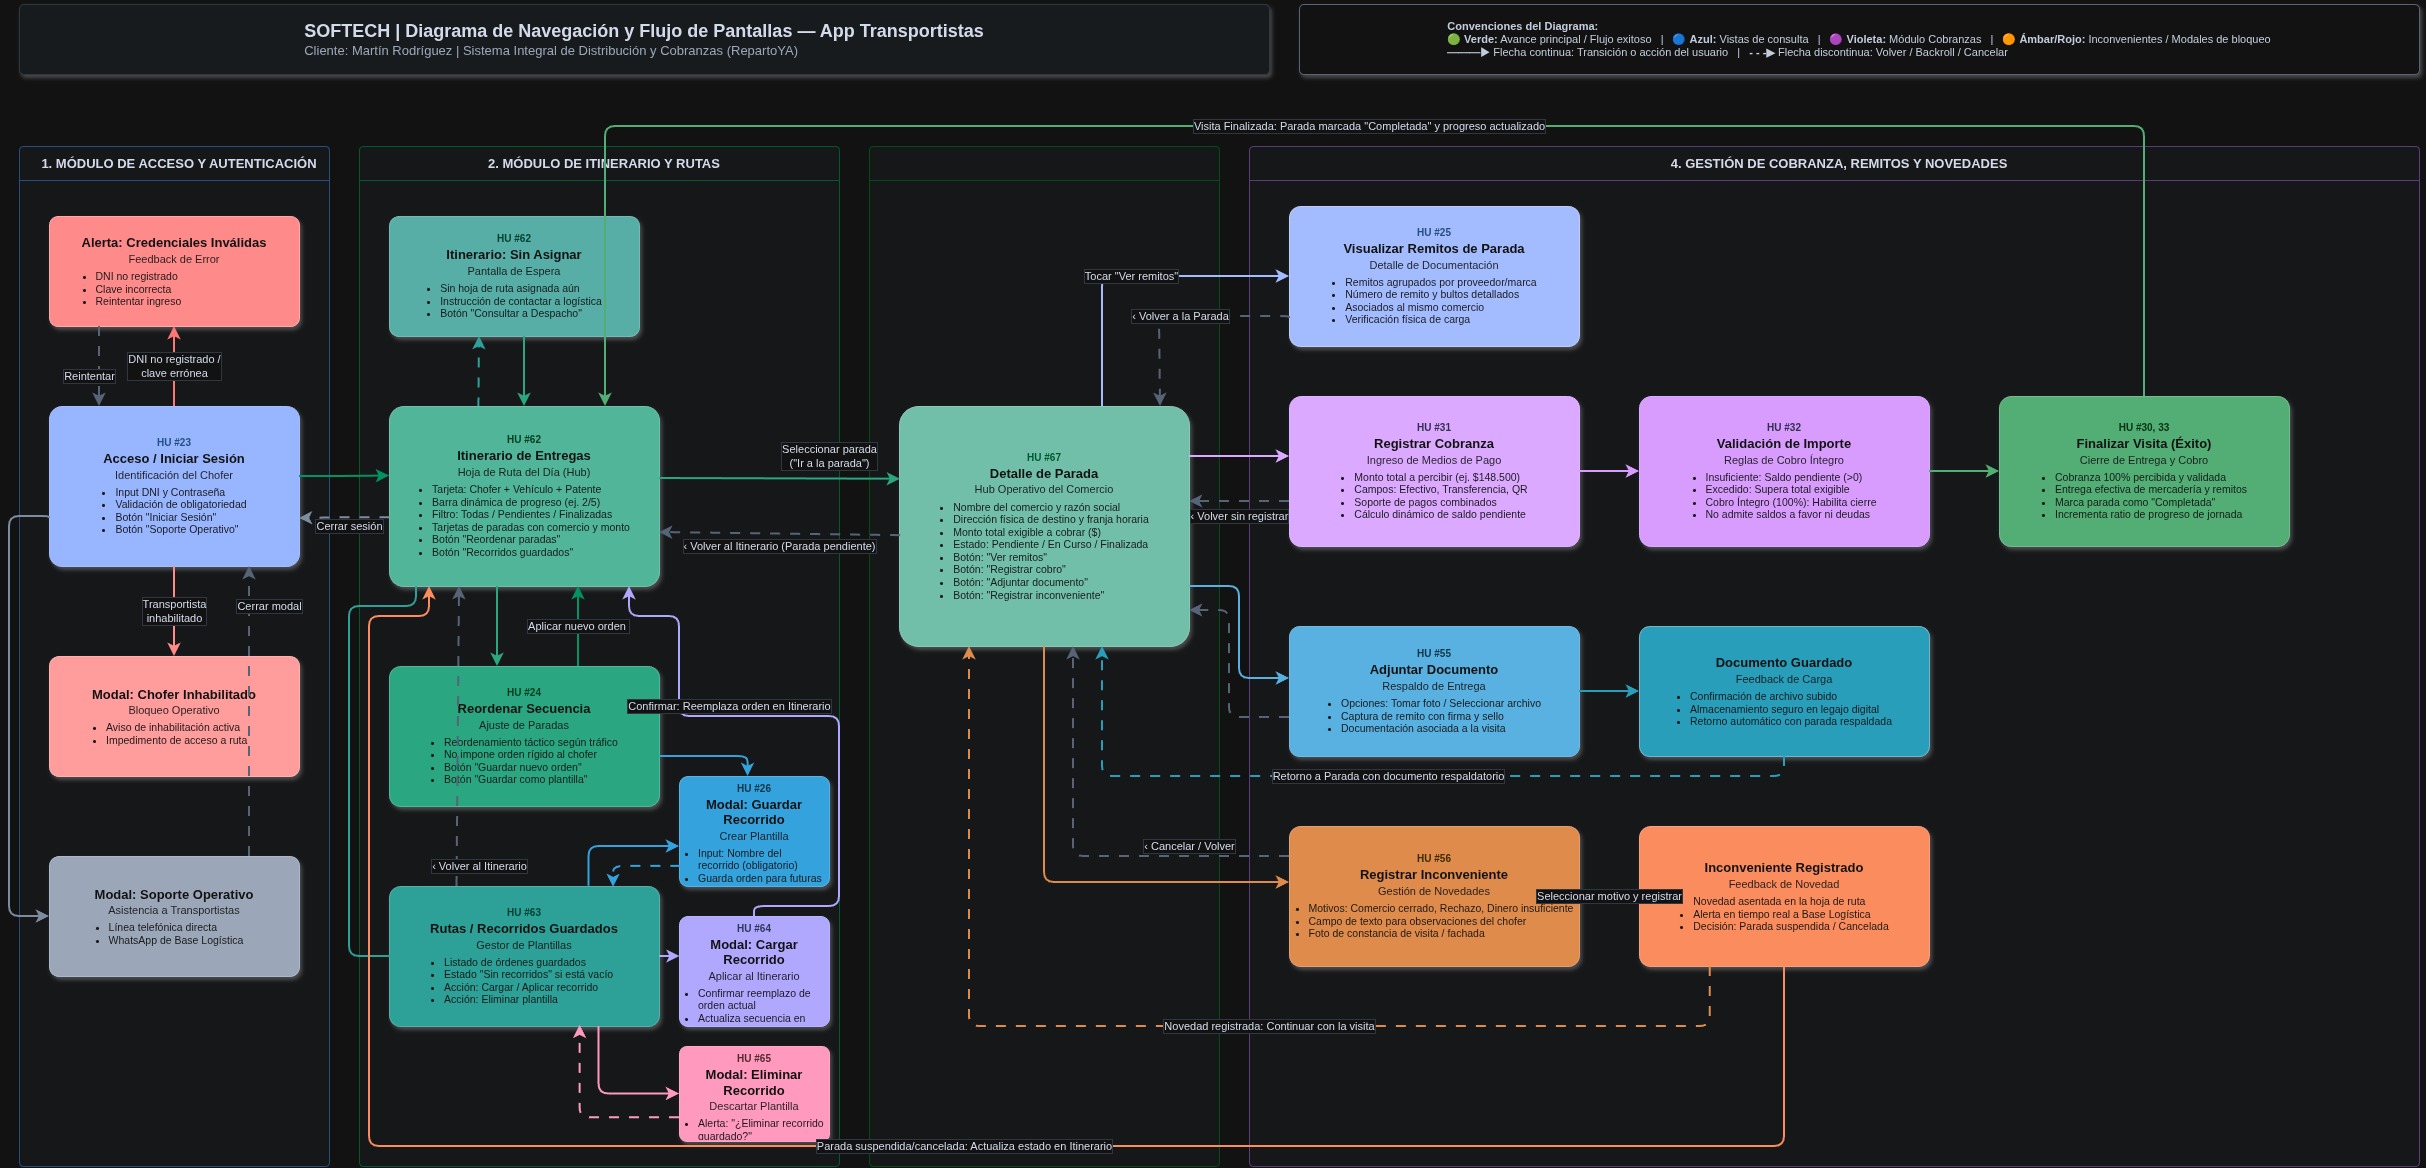 SOFTECH | Diagrama de Navegación y Flujo de Pantallas — App Transportistas
Cliente: Martín Rodríguez | Sistema Integral de Distribución y Cobranzas (RepartoYA)
Convenciones del Diagrama:
🟢 Verde: Avance principal / Flujo exitoso | 🔵 Azul: Vistas de consulta | 🟣 Violeta: Módulo Cobranzas | 🟠 Ámbar/Rojo: Inconvenientes / Modales de bloqueo
———▶ Flecha continua: Transición o acción del usuario | - - -▶ Flecha discontinua: Volver / Backroll / Cancelar
Visita Finalizada: Parada marcada "Completada" y progreso actualizado
1. MÓDULO DE ACCESO Y AUTENTICACIÓN
Alerta: Credenciales Inválidas
Feedback de Error
• DNI no registrado
• Clave incorrecta
• Reintentar ingreso
Reintentar
DNI no registrado /
clave errónea
HU #23
Acceso / Iniciar Sesión
Identificación del Chofer
• Input DNI y Contraseña
• Validación de obligatoriedad
• Botón "Iniciar Sesión"
• Botón "Soporte Operativo"
Cerrar sesión
Transportista
inhabilitado
Cerrar modal
Modal: Chofer Inhabilitado
Bloqueo Operativo
• Aviso de inhabilitación activa
• Impedimento de acceso a ruta
Modal: Soporte Operativo
Asistencia a Transportistas
• Línea telefónica directa
• WhatsApp de Base Logística
2. MÓDULO DE ITINERARIO Y RUTAS
HU #62
Itinerario: Sin Asignar
Pantalla de Espera
• Sin hoja de ruta asignada aún
• Instrucción de contactar a logística
• Botón "Consultar a Despacho"
HU #62
Itinerario de Entregas
Hoja de Ruta del Día (Hub)
• Tarjeta: Chofer + Vehículo + Patente
• Barra dinámica de progreso (ej. 2/5)
• Filtro: Todas / Pendientes / Finalizadas
• Tarjetas de paradas con comercio y monto
• Botón "Reordenar paradas"
• Botón "Recorridos guardados"
Seleccionar parada
("Ir a la parada")
‹ Volver al Itinerario (Parada pendiente)
Aplicar nuevo orden
HU #24
Reordenar Secuencia
Ajuste de Paradas
• Reordenamiento táctico según tráfico
• No impone orden rígido al chofer
• Botón "Guardar nuevo orden"
• Botón "Guardar como plantilla"
Confirmar: Reemplaza orden en Itinerario
HU #26
Modal: Guardar
Recorrido
Crear Plantilla
• Input: Nombre del
recorrido (obligatorio)
• Guarda orden para futuras
‹ Volver al Itinerario
HU #63
Rutas / Recorridos Guardados
Gestor de Plantillas
• Listado de órdenes guardados
• Estado "Sin recorridos" si está vacío
• Acción: Cargar / Aplicar recorrido
• Acción: Eliminar plantilla
HU #64
Modal: Cargar
Recorrido
Aplicar al Itinerario
• Confirmar reemplazo de
orden actual
• Actualiza secuencia en
HU #65
Modal: Eliminar
Recorrido
Descartar Plantilla
• Alerta: "¿Eliminar recorrido
guardado?"
Parada suspendida/cancelada: Actualiza estado en Itinerario
HU #67
Detalle de Parada
Hub Operativo del Comercio
• Nombre del comercio y razón social
• Dirección física de destino y franja horaria
• Monto total exigible a cobrar ($)
• Estado: Pendiente / En Curso / Finalizada
• Botón: "Ver remitos"
• Botón: "Registrar cobro"
• Botón: "Adjuntar documento"
• Botón: "Registrar inconveniente"
Tocar "Ver remitos"
‹ Volver a la Parada
‹ Volver sin registrar
Retorno a Parada con documento respaldatorio
‹ Cancelar / Volver
Novedad registrada: Continuar con la visita
4. GESTIÓN DE COBRANZA, REMITOS Y NOVEDADES
HU #25
Visualizar Remitos de Parada
Detalle de Documentación
• Remitos agrupados por proveedor/marca
• Número de remito y bultos detallados
• Asociados al mismo comercio
• Verificación física de carga
HU #31
Registrar Cobranza
Ingreso de Medios de Pago
• Monto total a percibir (ej. $148.500)
• Campos: Efectivo, Transferencia, QR
• Soporte de pagos combinados
• Cálculo dinámico de saldo pendiente
HU #32
Validación de Importe
Reglas de Cobro Íntegro
• Insuficiente: Saldo pendiente (>0)
• Excedido: Supera total exigible
• Cobro Íntegro (100%): Habilita cierre
• No admite saldos a favor ni deudas
HU #30, 33
Finalizar Visita (Éxito)
Cierre de Entrega y Cobro
• Cobranza 100% percibida y validada
• Entrega efectiva de mercadería y remitos
• Marca parada como "Completada"
• Incrementa ratio de progreso de jornada
HU #55
Adjuntar Documento
Respaldo de Entrega
• Opciones: Tomar foto / Seleccionar archivo
• Captura de remito con firma y sello
• Documentación asociada a la visita
Documento Guardado
Feedback de Carga
• Confirmación de archivo subido
• Almacenamiento seguro en legajo digital
• Retorno automático con parada respaldada
HU #56
Registrar Inconveniente
Gestión de Novedades
• Motivos: Comercio cerrado, Rechazo, Dinero insuficiente
• Campo de texto para observaciones del chofer
• Foto de constancia de visita / fachada
Seleccionar motivo y registrar
Inconveniente Registrado
Feedback de Novedad
Novedad asentada en la hoja de ruta
• Alerta en tiempo real a Base Logística
• Decisión: Parada suspendida / Cancelada